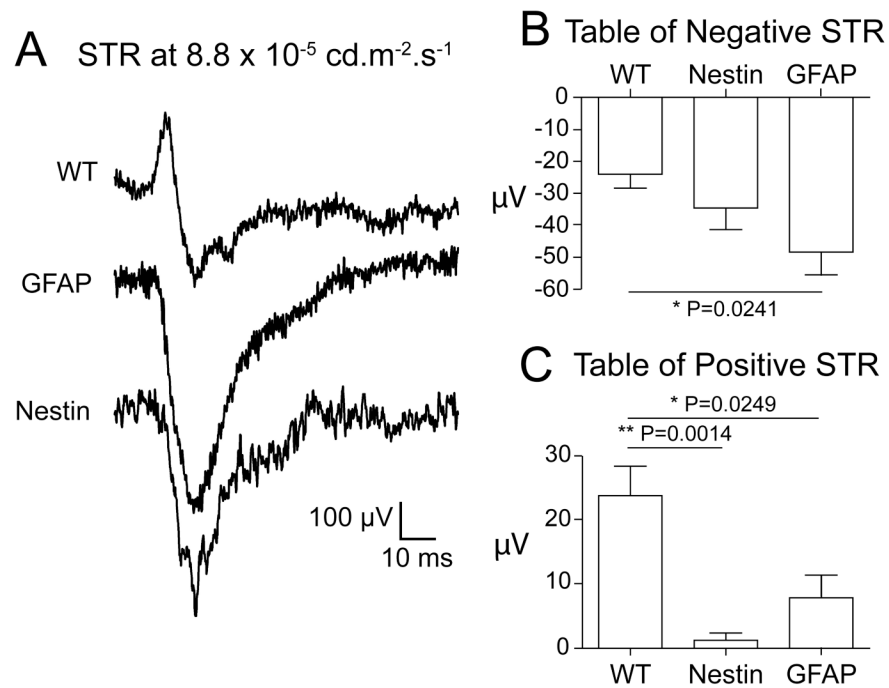 A STR at 8.8 x 10⁻⁵ cd.m⁻².s⁻¹
WT
GFAP
Nestin
100 µV
10 ms
B Table of Negative STR
WT Nestin GFAP
0
-10
-20
-30
-40
-50
-60
µV
* P=0.0241
C Table of Positive STR
* P=0.0249
** P=0.0014
30
20
10
0
µV
WT Nestin GFAP